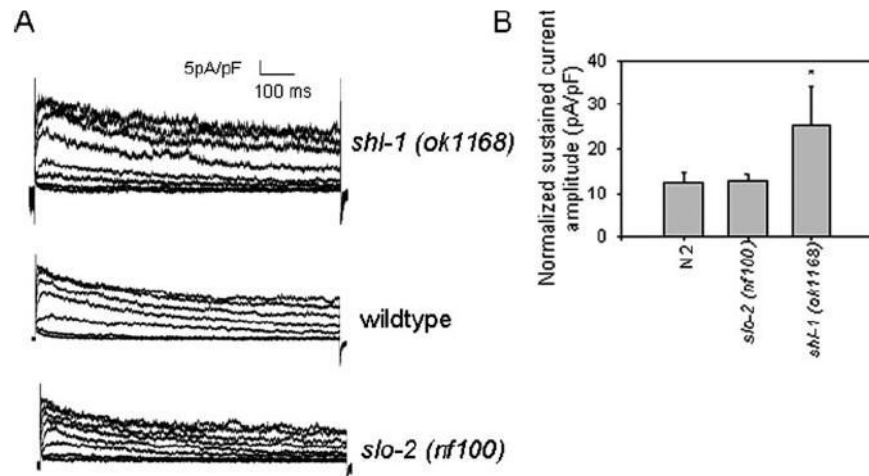 A
5pA/pF
100 ms
shl-1 (ok1168)
wildtype
slo-2 (nf100)
B
Normalized sustained current
amplitude (pA/pF)
40
30
20
10
0
*
N2
slo-2 (nf100)
shl-1 (ok1168)